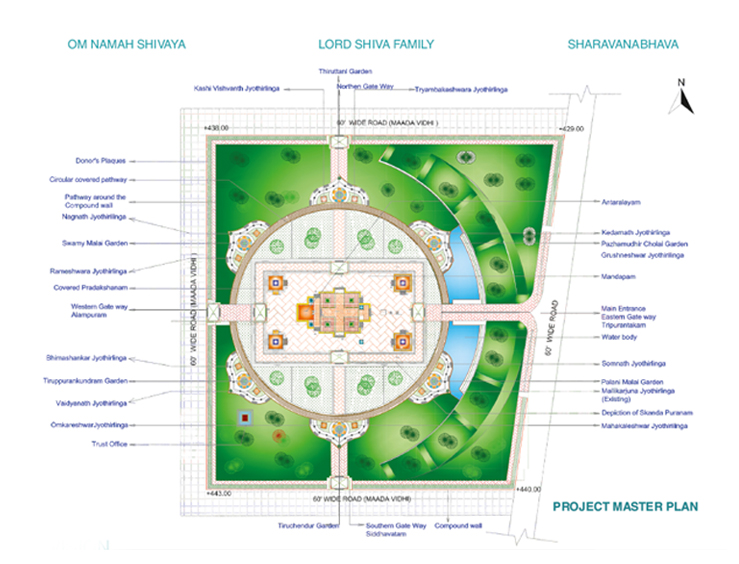 OM NAMAH SHIVAYA
LORD SHIVA FAMILY
SHARAVANABHAVA
Thiruttani Garden
Kashi Vishvanth Jyothirlinga
Northen Gate Way
Tryambakeshwara Jyothirlinga
N
60' WIDE ROAD (MAADA VIDHI )
+438.00
+429.00
Donor's Plaques
Circular covered pathway
Pathway around the
Compound wall
Nagnath Jyothirlinga
Swamy Malai Garden
Rameshwara Jyothirlinga
Covered Pradakshanam
Western Gate way
Alampuram
Bhimashankar Jyothirlinga
Tiruppurankundram Garden
Vaidyanath Jyothirlinga
OmkareshwarJyothirlinga
Trust Office
60' WIDE ROAD (MAADA VIDHI )
Antaralayam
Kedarnath Jyothirlinga
Pazhamudhir Cholai Garden
Grushneshwar Jyothirlinga
Mandapam
Main Entrance
Eastern Gate way
Tripurantakam
Water body
60' WIDE ROAD
Somnath Jyothirlinga
Palani Malai Garden
Mallikarjuna Jyothirlinga
(Existing)
Depiction of Skanda Puranam
Mahakaleshwar Jyothirlinga
+443.00
+440.00
60' WIDE ROAD (MAADA VIDHI)
PROJECT MASTER PLAN
Tiruchendur Garden
Southern Gate Way
Siddhavatam
Compound wall